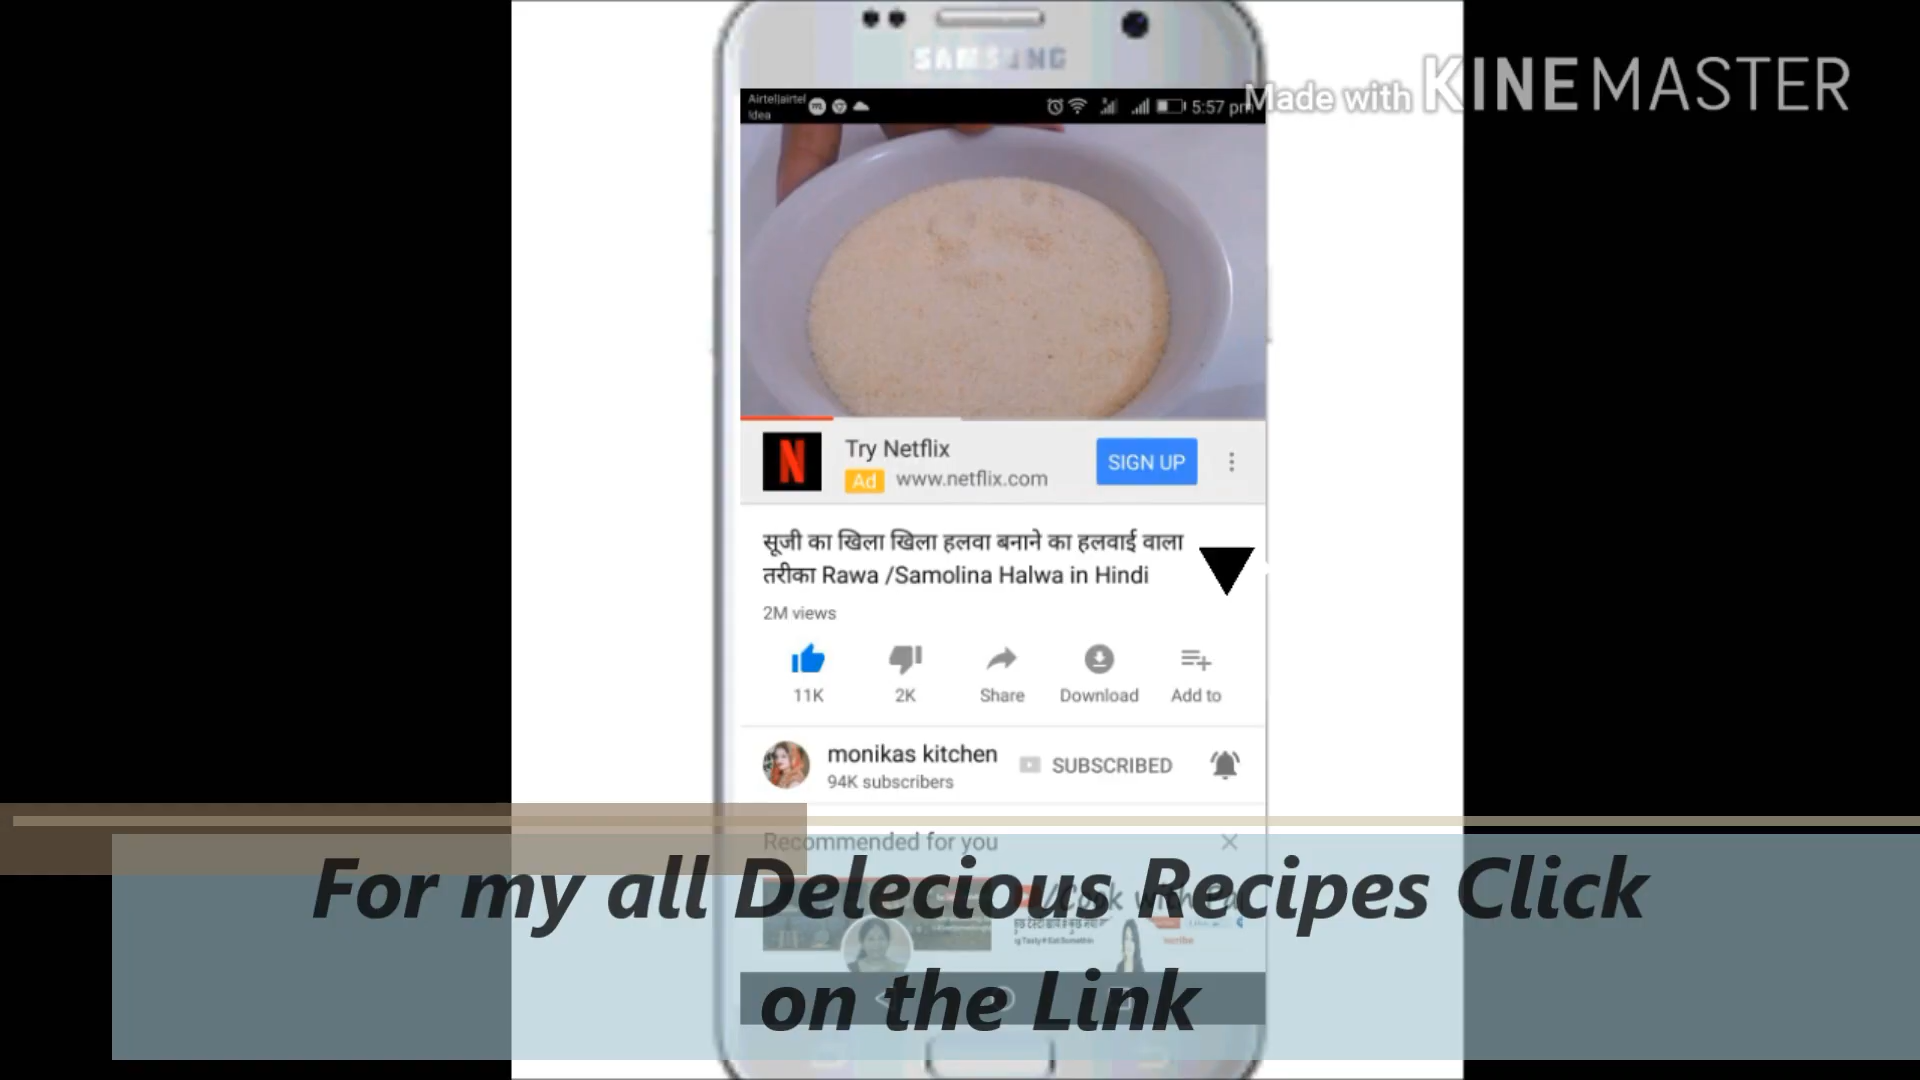 SAMSUNG
Made with KINEMASTER
Airtel|airtel
Idea
5:57 pm
N
Try Netflix
Ad www.netflix.com
SIGN UP
सूजी का खिला खिला हलवा बनाने का हलवाई वाला
तरीका Rawa /Samolina Halwa in Hindi
2M views
11K
2K
Share
Download
Add to
monikas kitchen
94K subscribers
SUBSCRIBED
Recommended for you
Cook with
For my all Delecious Recipes Click
on the Link